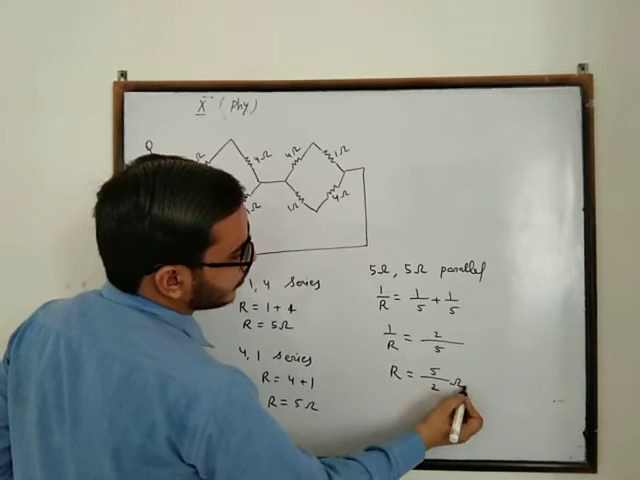 X (Phy)
Q
4Ω 4Ω 1Ω
Ω 1Ω 4Ω
1, 4 series
R = 1 + 4
R = 5Ω
4, 1 series
R = 4 + 1
R = 5Ω
5Ω, 5Ω parallel
1/R = 1/5 + 1/5
1/R = 2/5
R = 5/2 Ω